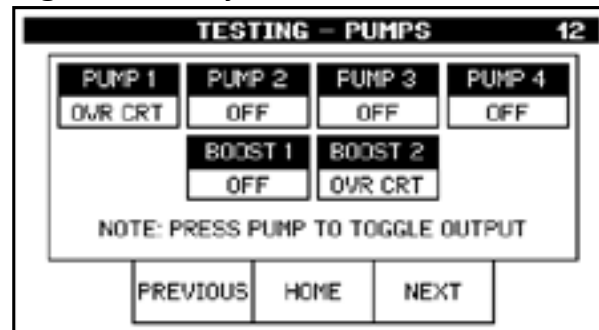 TESTING – PUMPS 12
PUMP 1 PUMP 2 PUMP 3 PUMP 4
OVR CRT OFF OFF OFF
BOOST 1 BOOST 2
OFF OVR CRT
NOTE: PRESS PUMP TO TOGGLE OUTPUT
PREVIOUS HOME NEXT